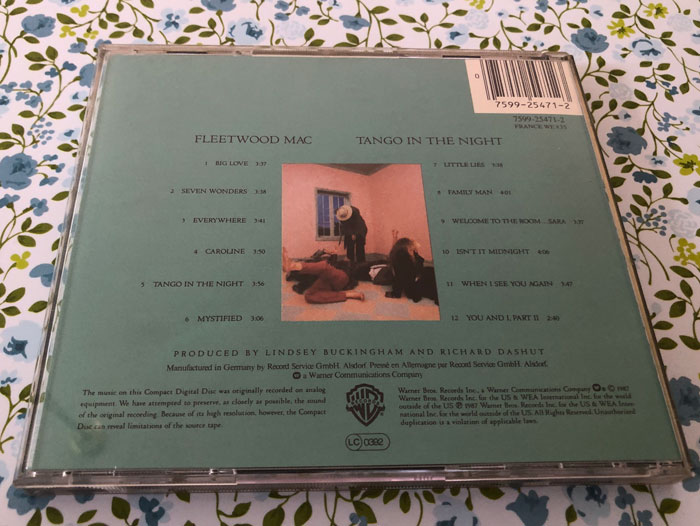 0
7599-25471-2
7599-25471-2
FRANCE WE 835
FLEETWOOD MAC TANGO IN THE NIGHT
1 BIG LOVE 3:37
2 SEVEN WONDERS 3:38
3 EVERYWHERE 3:41
4 CAROLINE 3:50
5 TANGO IN THE NIGHT 3:56
6 MYSTIFIED 3:06
7 LITTLE LIES 3:38
8 FAMILY MAN 4:01
9 WELCOME TO THE ROOM...SARA 3:37
10 ISN'T IT MIDNIGHT 4:06
11 WHEN I SEE YOU AGAIN 3:47
12 YOU AND I, PART II 2:40
PRODUCED BY LINDSEY BUCKINGHAM AND RICHARD DASHUT
Manufactured in Germany by Record Service GmbH, Alsdorf. Pressé en Allemagne par Record Service GmbH. Alsdorf.
a Warner Communications Company.
The music on this Compact Digital Disc was originally recorded on analog
equipment. We have attempted to preserve, as closely as possible, the sound
of the original recording. Because of its high resolution, however, the Compact
Disc can reveal limitations of the source tape.
LC 0392
Warner Bros. Records Inc., a Warner Communications Company © 1987
Warner Bros. Records Inc. for the US & WEA International Inc. for the world
outside of the US ℗ 1987 Warner Bros. Records Inc. for the US & WEA Inter-
national Inc. for the world outside of the US. All Rights Reserved. Unauthorized
duplication is a violation of applicable laws.